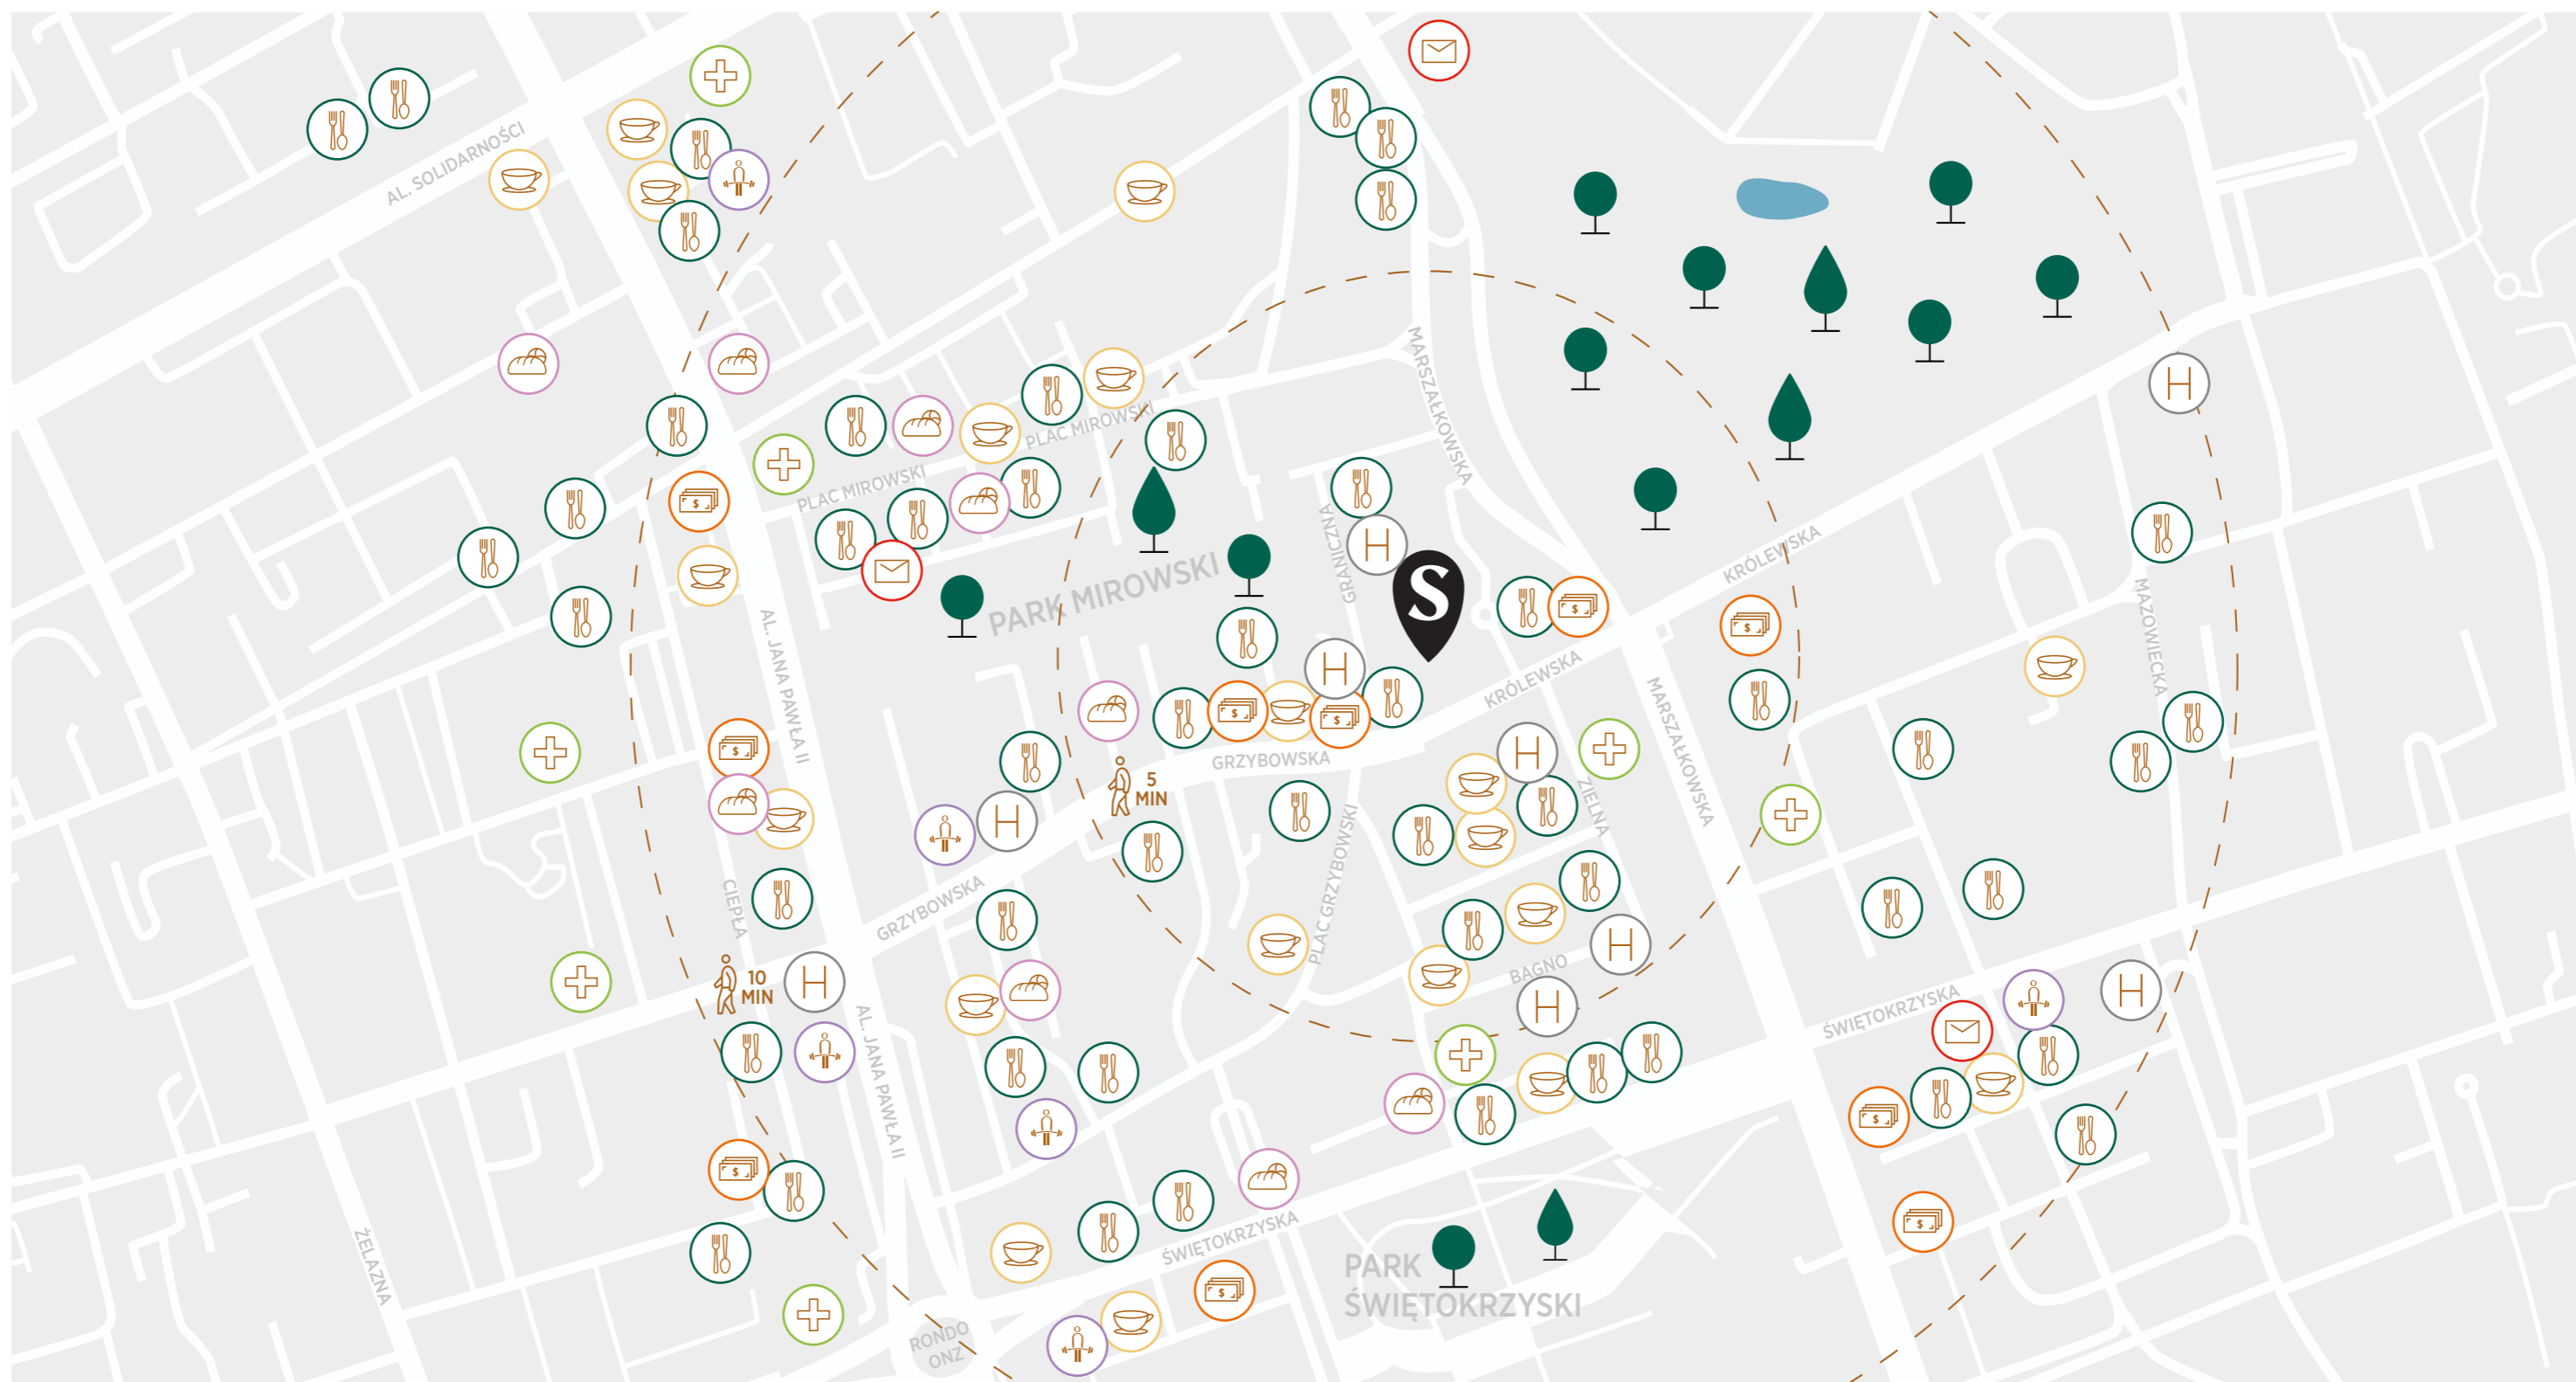 AL. SOLIDARNOŚCI
MARSZAŁKOWSKA
PLAC MIROWSKI
PLAC MIROWSKI
GRANICZNA
S
KRÓLEWSKA
PARK MIROWSKI
AL. JANA PAWŁA II
MAZOWIECKA
KRÓLEWSKA
MARSZAŁKOWSKA
GRZYBOWSKA
5
MIN
ZIELNA
PLAC GRZYBOWSKI
CIEPŁA
GRZYBOWSKA
BAGNO
10
MIN
ŚWIĘTOKRZYSKA
AL. JANA PAWŁA II
ŚWIĘTOKRZYSKA
ŻELAZNA
PARK
ŚWIĘTOKRZYSKI
RONDO
ONZ
H
H
H
H
H
H
H
H
H
$
$
$
$
$
$
$
$
$
$
$